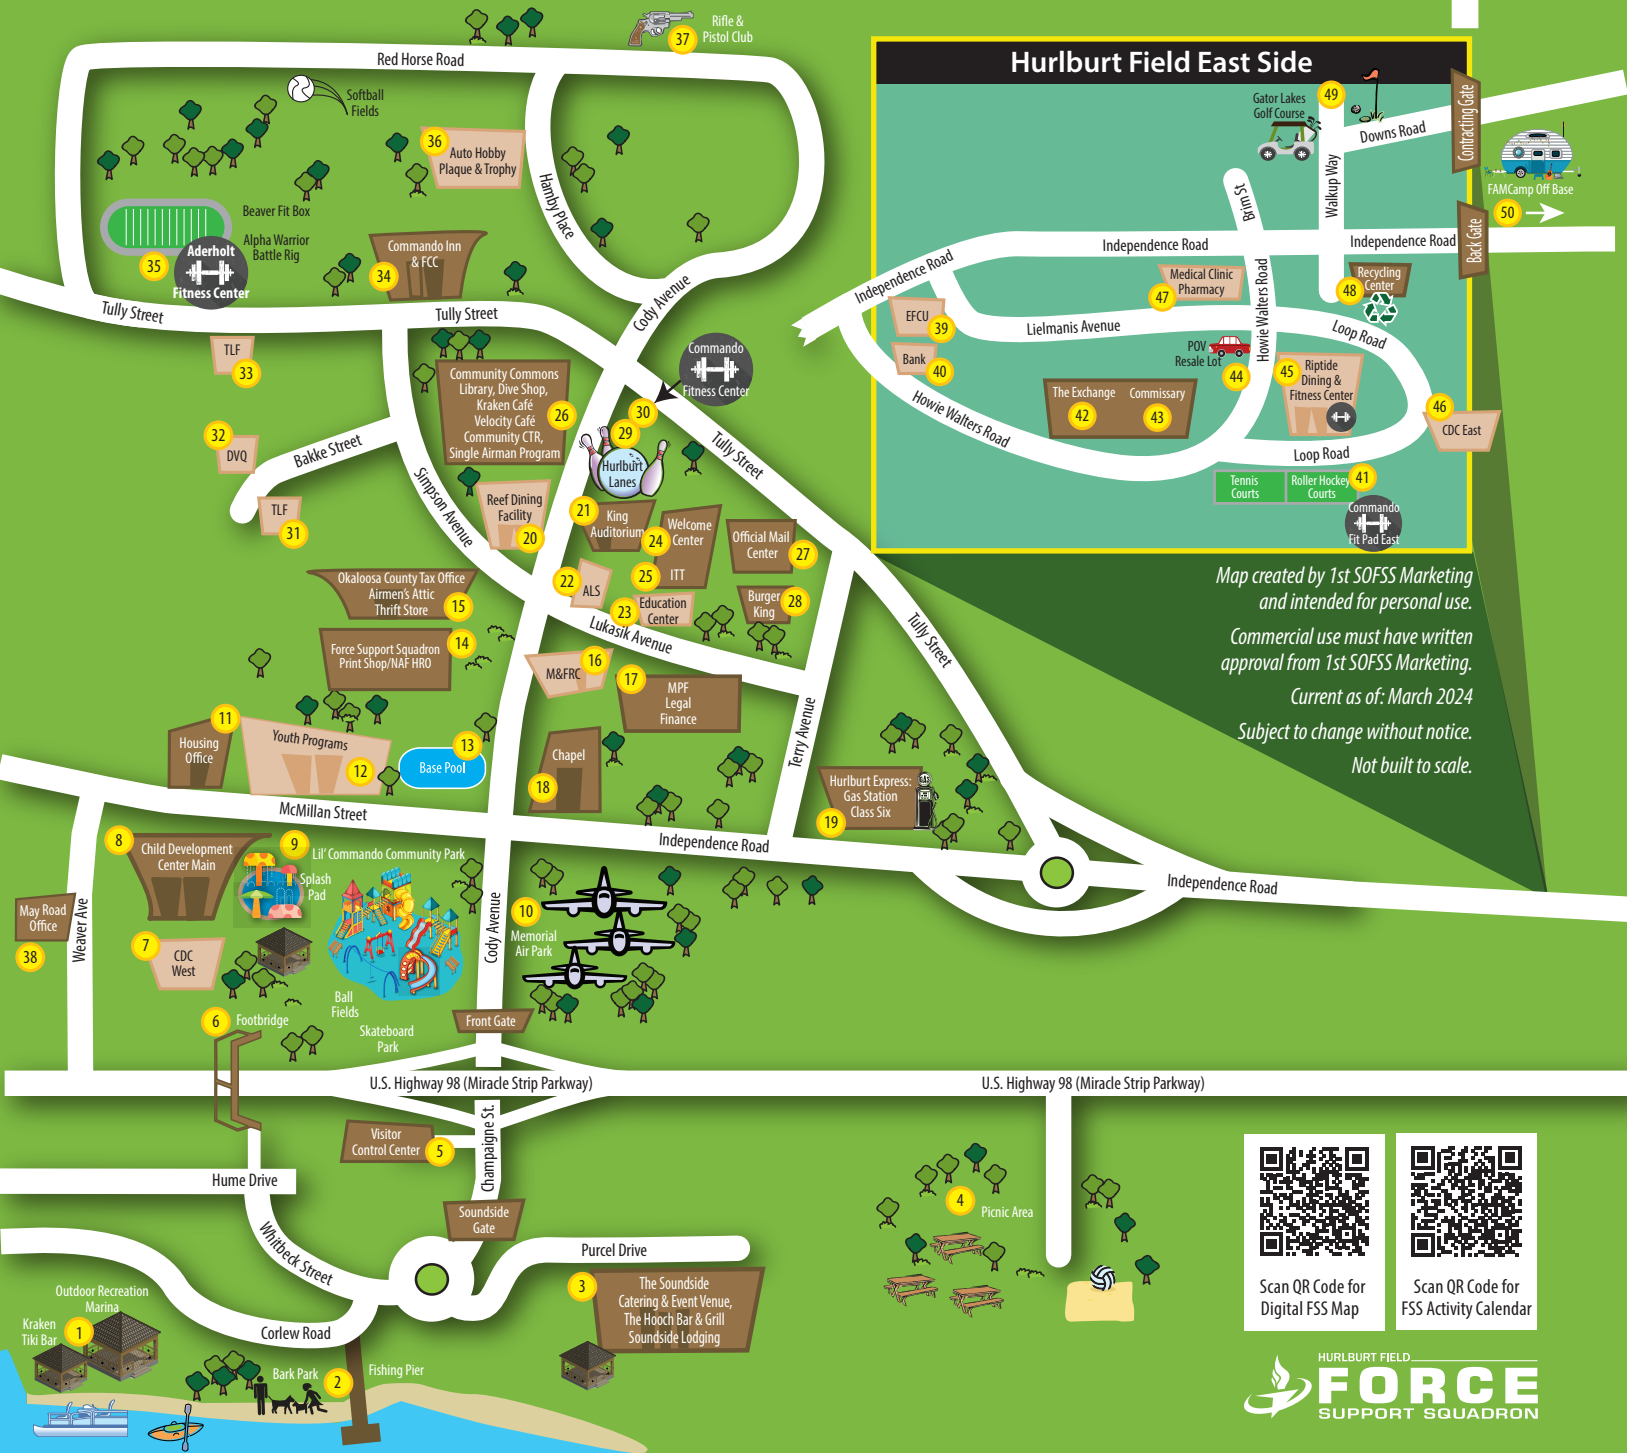 Rifle &
Pistol Club
37
Red Horse Road
Softball
Fields
36
Auto Hobby
Plaque & Trophy
Hamby Place
Beaver Fit Box
Alpha Warrior
Battle Rig
Aderholt
Fitness Center
35
Commando Inn
& FCC
34
Tully Street
Tully Street
Cody Avenue
TLF
33
Commando
Fitness Center
Community Commons
Library, Dive Shop,
Kraken Café
Velocity Café
Community CTR,
Single Airman Program
26
30
29
Hurlburt
Lanes
Tully Street
32
DVQ
Bakke Street
Simpson Avenue
TLF
31
Reef Dining
Facility
20
21
King
Auditorium
24
Welcome
Center
25
ITT
Official Mail
Center
27
22
ALS
23
Education
Center
Burger
King
28
Lukasik Avenue
Tully Street
Okaloosa County Tax Office
Airmen's Attic
Thrift Store
15
Force Support Squadron
Print Shop/NAF HRO
14
M&FRC
16
17
MPF
Legal
Finance
Terry Avenue
11
Housing
Office
Youth Programs
12
13
Base Pool
Chapel
18
Hurlburt Express:
Gas Station
Class Six
19
McMillan Street
Independence Road
Independence Road
8
Child Development
Center Main
9
Lil' Commando Community Park
Splash
Pad
May Road
Office
38
Weaver Ave
7
CDC
West
Cody Avenue
10
Memorial
Air Park
Ball
Fields
Skateboard
Park
6
Footbridge
Front Gate
U.S. Highway 98 (Miracle Strip Parkway)
U.S. Highway 98 (Miracle Strip Parkway)
Visitor
Control Center
5
Champaigne St.
Hume Drive
Soundside
Gate
Whitbeck Street
Purcel Drive
4
Picnic Area
3
The Soundside
Catering & Event Venue,
The Hooch Bar & Grill
Soundside Lodging
Outdoor Recreation
Marina
Kraken
Tiki Bar
1
Corlew Road
Bark Park
2
Fishing Pier
Hurlburt Field East Side
49
Gator Lakes
Golf Course
Downs Road
Contracting Gate
FAMCamp Off Base
50
Walkup Way
Brim St
Independence Road
Independence Road
Back Gate
Independence Road
Medical Clinic
Pharmacy
47
Recycling
Center
48
Howie Walters Road
EFCU
39
Lielmanis Avenue
Loop Road
Bank
40
POV
Resale Lot
44
45
Riptide
Dining &
Fitness Center
The Exchange
42
Commissary
43
46
CDC East
Howie Walters Road
Loop Road
Tennis
Courts
Roller Hockey
Courts
41
Commando
Fit Pad East
Map created by 1st SOFSS Marketing
and intended for personal use.
Commercial use must have written
approval from 1st SOFSS Marketing.
Current as of: March 2024
Subject to change without notice.
Not built to scale.
Scan QR Code for
Digital FSS Map
Scan QR Code for
FSS Activity Calendar
HURLBURT FIELD
FORCE
SUPPORT SQUADRON